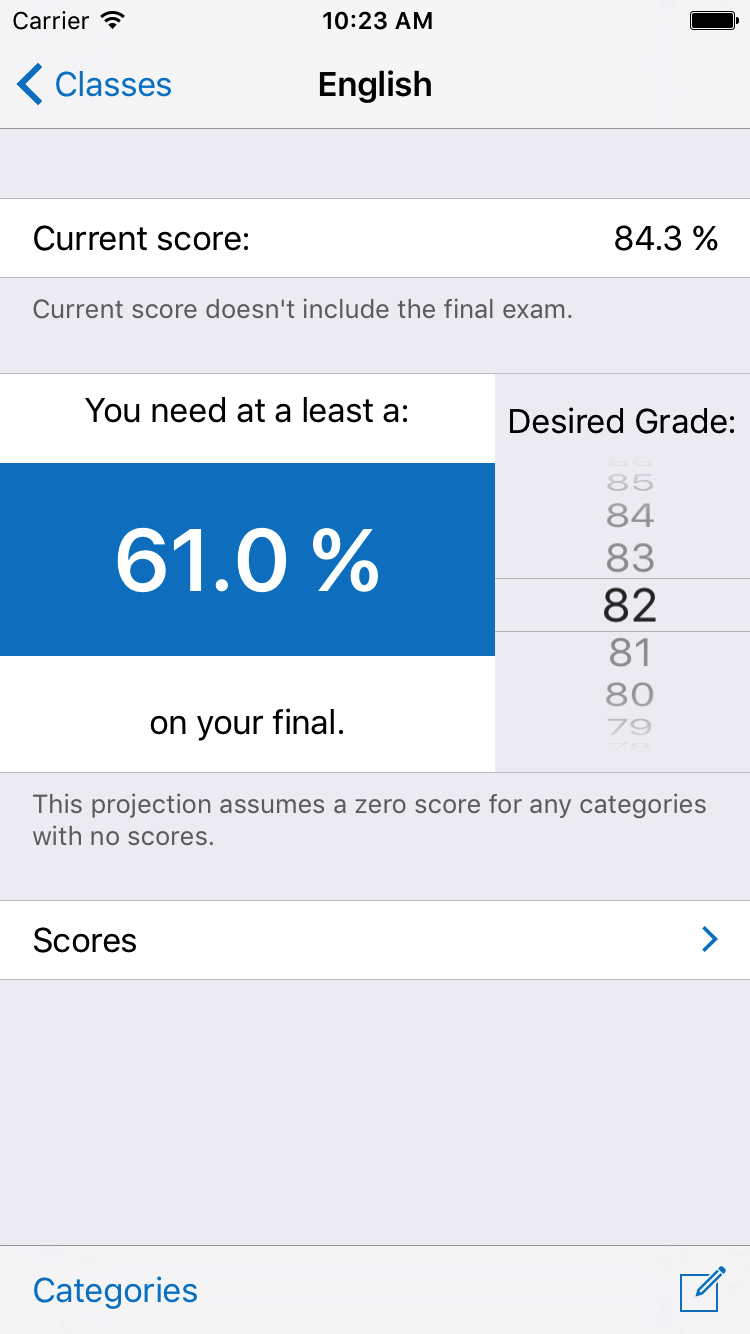 Carrier 10:23 AM
Classes English
Current score: 84.3 %
Current score doesn't include the final exam.
You need at a least a:
Desired Grade:
85
84
83
61.0 %
82
81
80
on your final.
79
78
This projection assumes a zero score for any categories
with no scores.
Scores
Categories